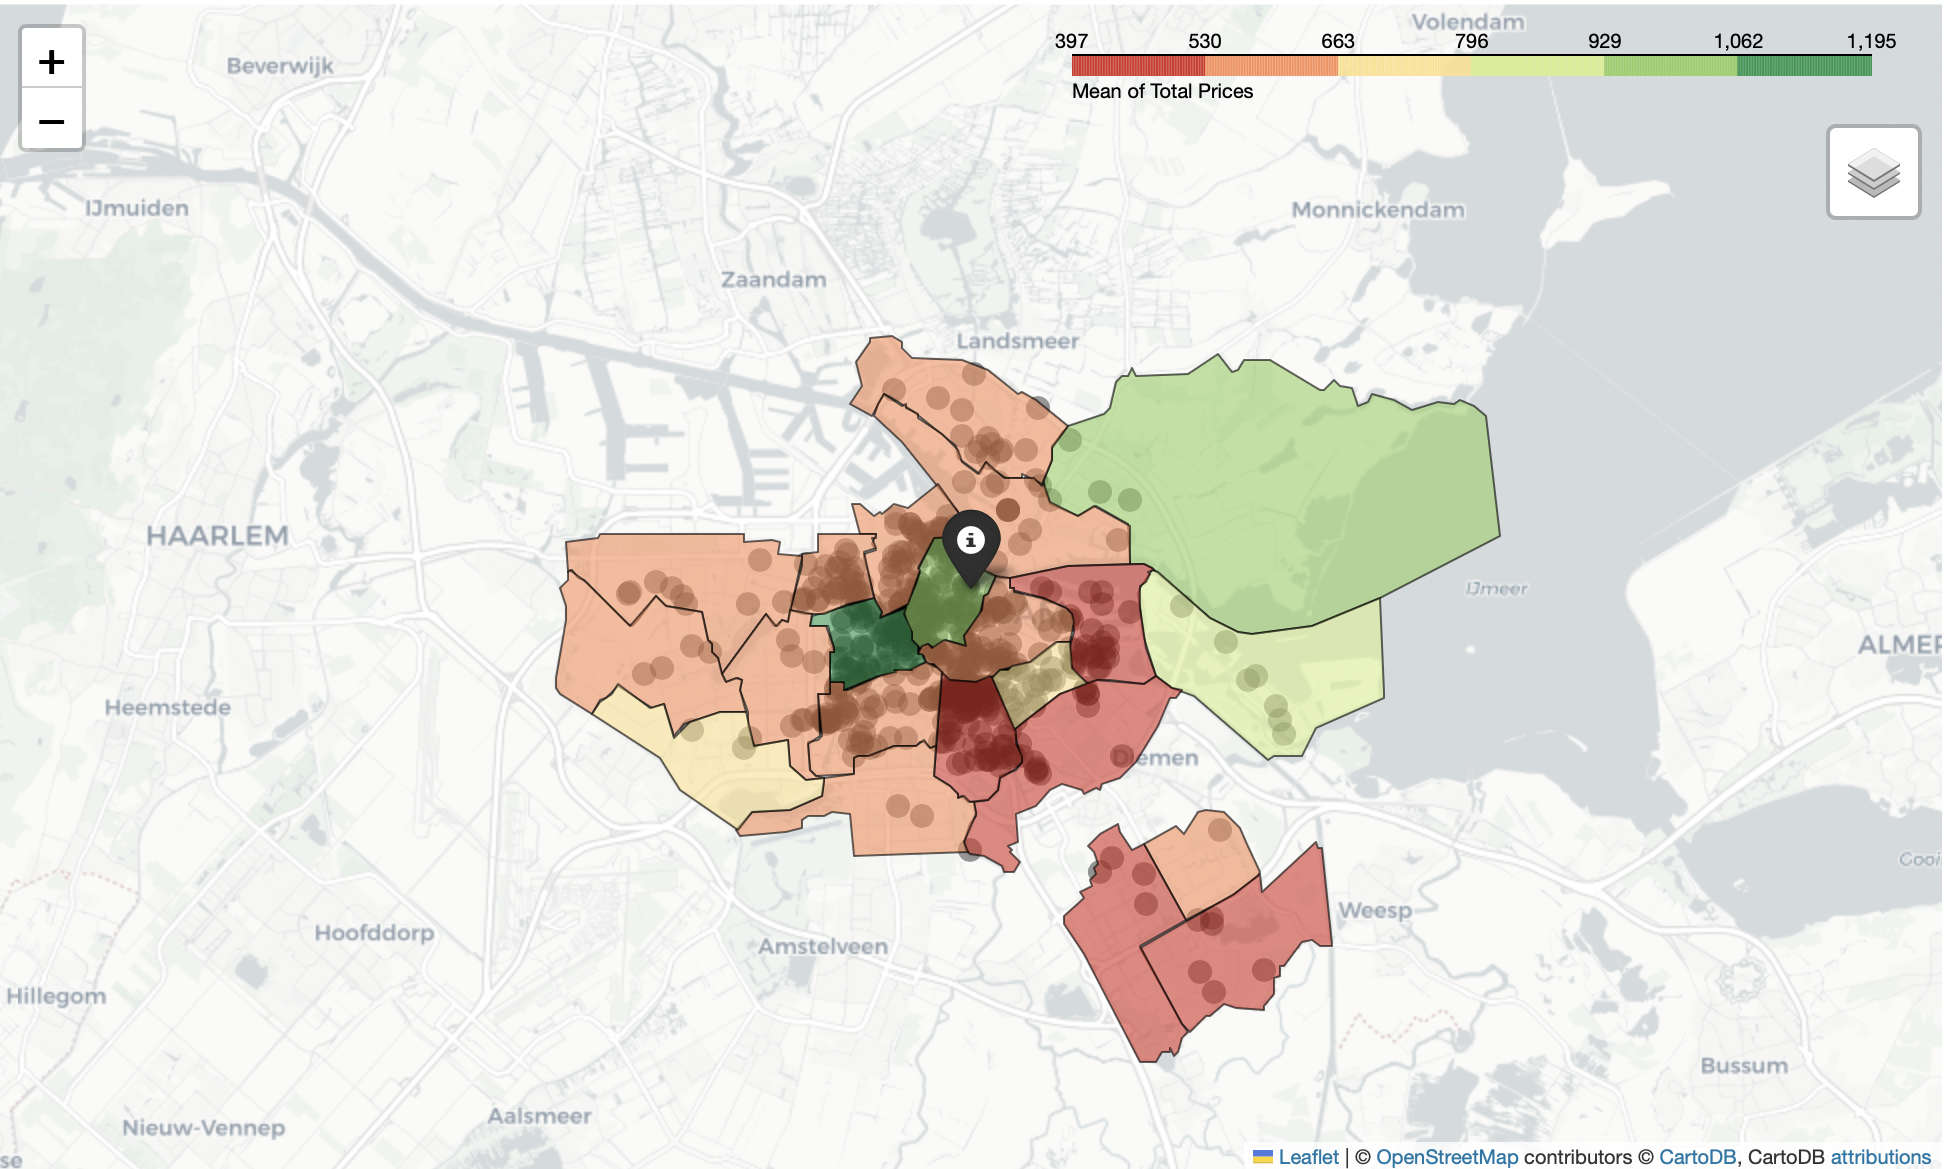 Volendam
+
Beverwijk
397 530 663 796 929 1,062 1,195
Mean of Total Prices
−
IJmuiden
Monnickendam
Zaandam
Landsmeer
HAARLEM
i
IJmeer
ALMER
Heemstede
Diemen
Weesp
Gooi
Hoofddorp
Amstelveen
Hillegom
Bussum
Aalsmeer
Nieuw-Vennep
se
Leaflet | © OpenStreetMap contributors © CartoDB, CartoDB attributions